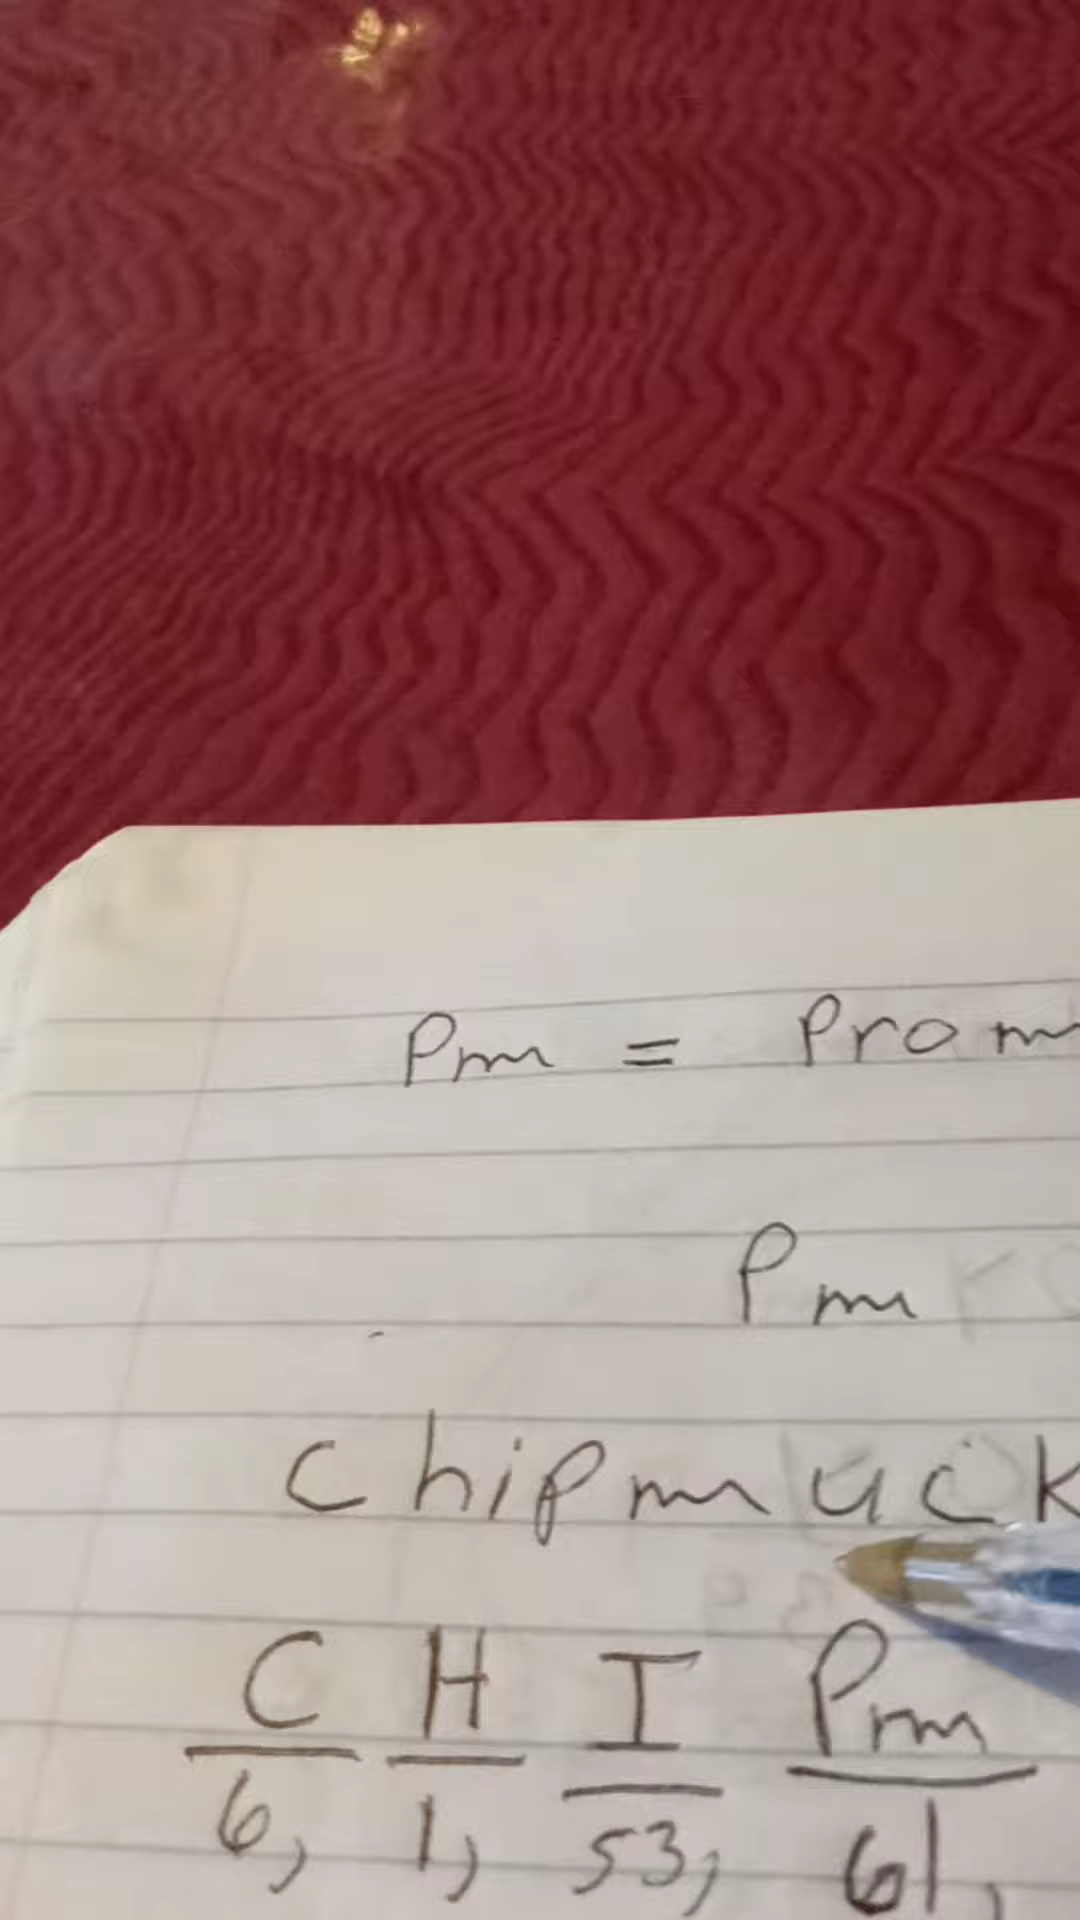 Pm = Prom
Pm
chipmuck
C H I Pm
6, 1, 53, 61,